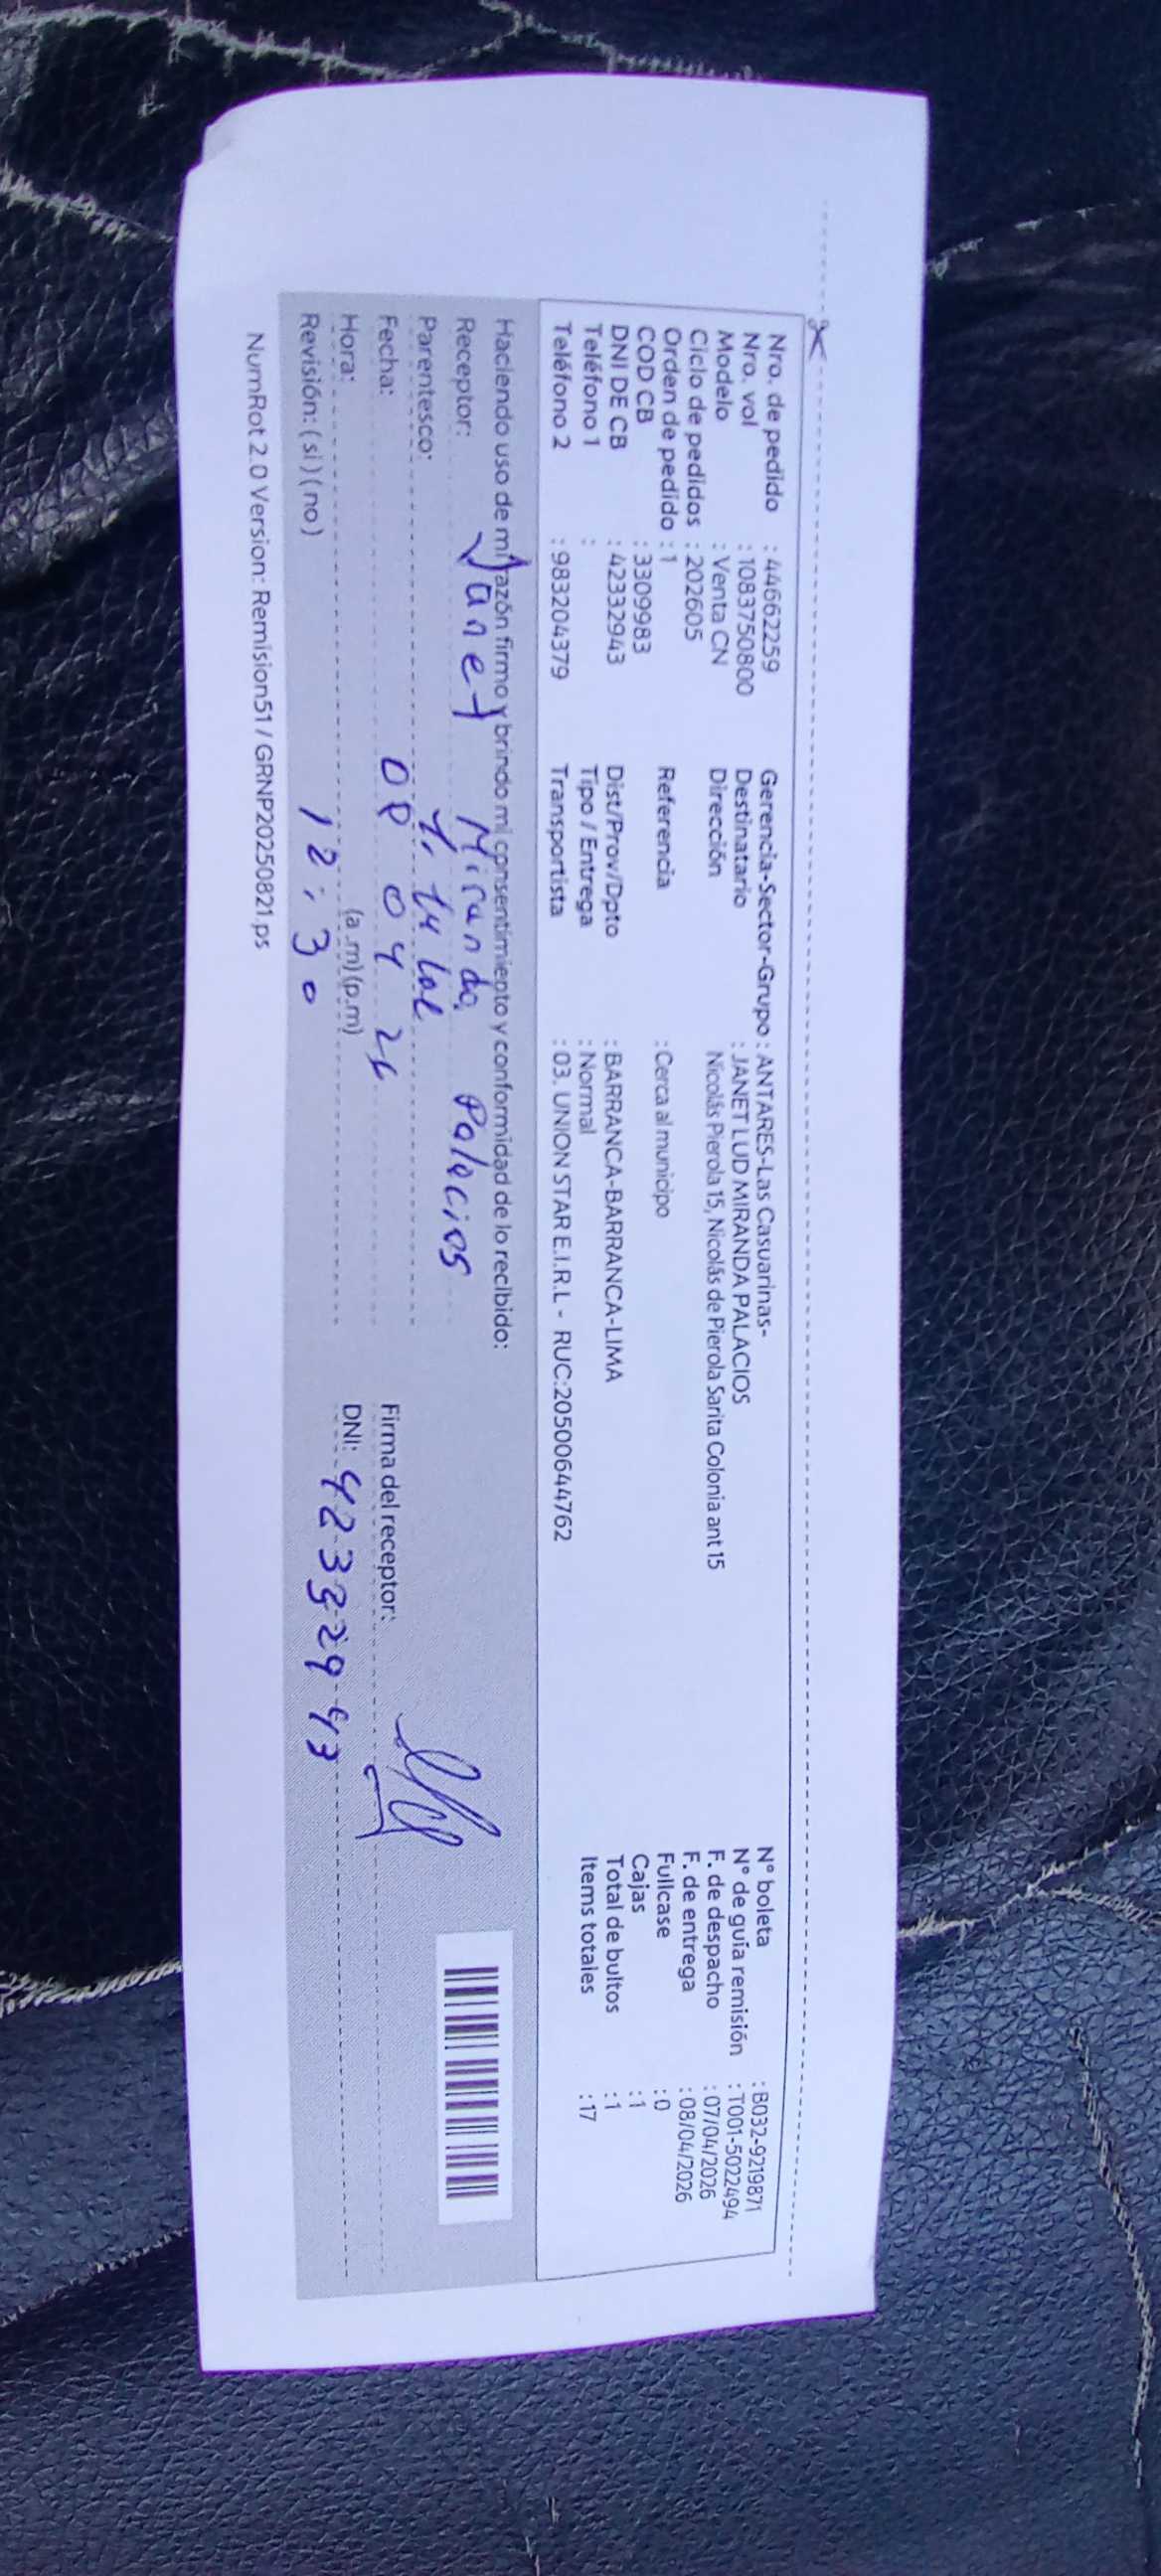 Nro. de pedido : 44662259
Nro. vol : 1083750800
Modelo : Venta CN
Ciclo de pedidos : 202605
Orden de pedido : 1
COD CB : 3309983
DNI DE CB : 42332943
Teléfono 1 :
Teléfono 2 : 983204379
Gerencia-Sector-Grupo : ANTARES-Las Casuarinas-
Destinatario : JANET LUD MIRANDA PALACIOS
Dirección Nicolás Pierola 15, Nicolás de Pierola Sarita Colonia ant 15
Referencia : Cerca al municipo
Dist/Prov/Dpto : BARRANCA-BARRANCA-LIMA
Tipo / Entrega : Normal
Transportista : 03. UNION STAR E.I.R.L - RUC:20500644762
N° boleta : B032-9219871
N° de guía remisión : T001-5022494
F. de despacho : 07/04/2026
F. de entrega : 08/04/2026
Fullcase : 0
Cajas : 1
Total de bultos : 1
Items totales : 17
Haciendo uso de mi razón firmo y brindo mi consentimiento y conformidad de lo recibido:
Receptor: Janet Miranda Palacios
Parentesco: Titular
Fecha: 08 04 26
Hora: (a.m) (p.m)
Revisión: ( si ) ( no ) 12:30
Firma del receptor:
DNI: 42332943
NumRot 2.0 Version: Remision51 / GRNP20250821.ps